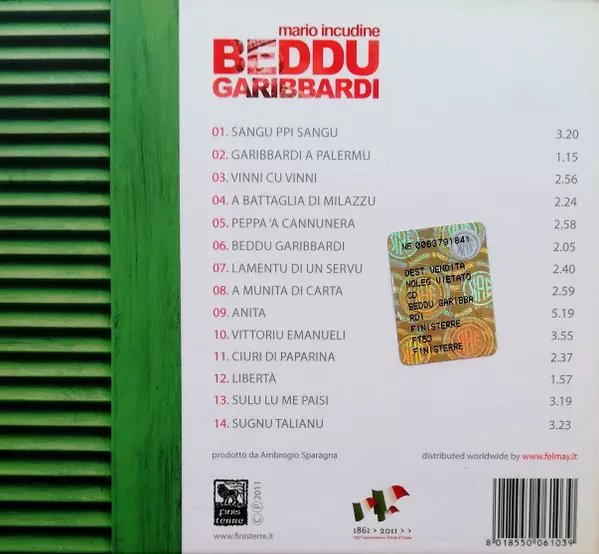 mario incudine
BEDDU
GARIBBARDI
01. SANGU PPI SANGU 3.20
02. GARIBBARDI A PALERMU 1.15
03. VINNI CU VINNI 2.56
04. A BATTAGLIA DI MILAZZU 2.24
05. PEPPA 'A CANNUNERA 2.58
06. BEDDU GARIBBARDI 2.05
07. LAMENTU DI UN SERVU 2.40
08. A MUNITA DI CARTA 2.59
09. ANITA 5.19
10. VITTORIU EMANUELI 3.55
11. CIURI DI PAPARINA 2.37
12. LIBERTÀ 1.57
13. SULU LU ME PAISI 3.19
14. SUGNU TALIANU 3.23
N5 0063791841
DEST VENDITA
NOLEG VIETATO
CD
BEDDU GARIBBA
RDI
FINISTERRE
FT53
FINISTERRE
prodotto da Ambrogio Sparagna
distributed worldwide by www.felmay.it
finis
terre
© ℗ 2011
www.finisterre.it
1861 > 2011 > >
8 018550 061039